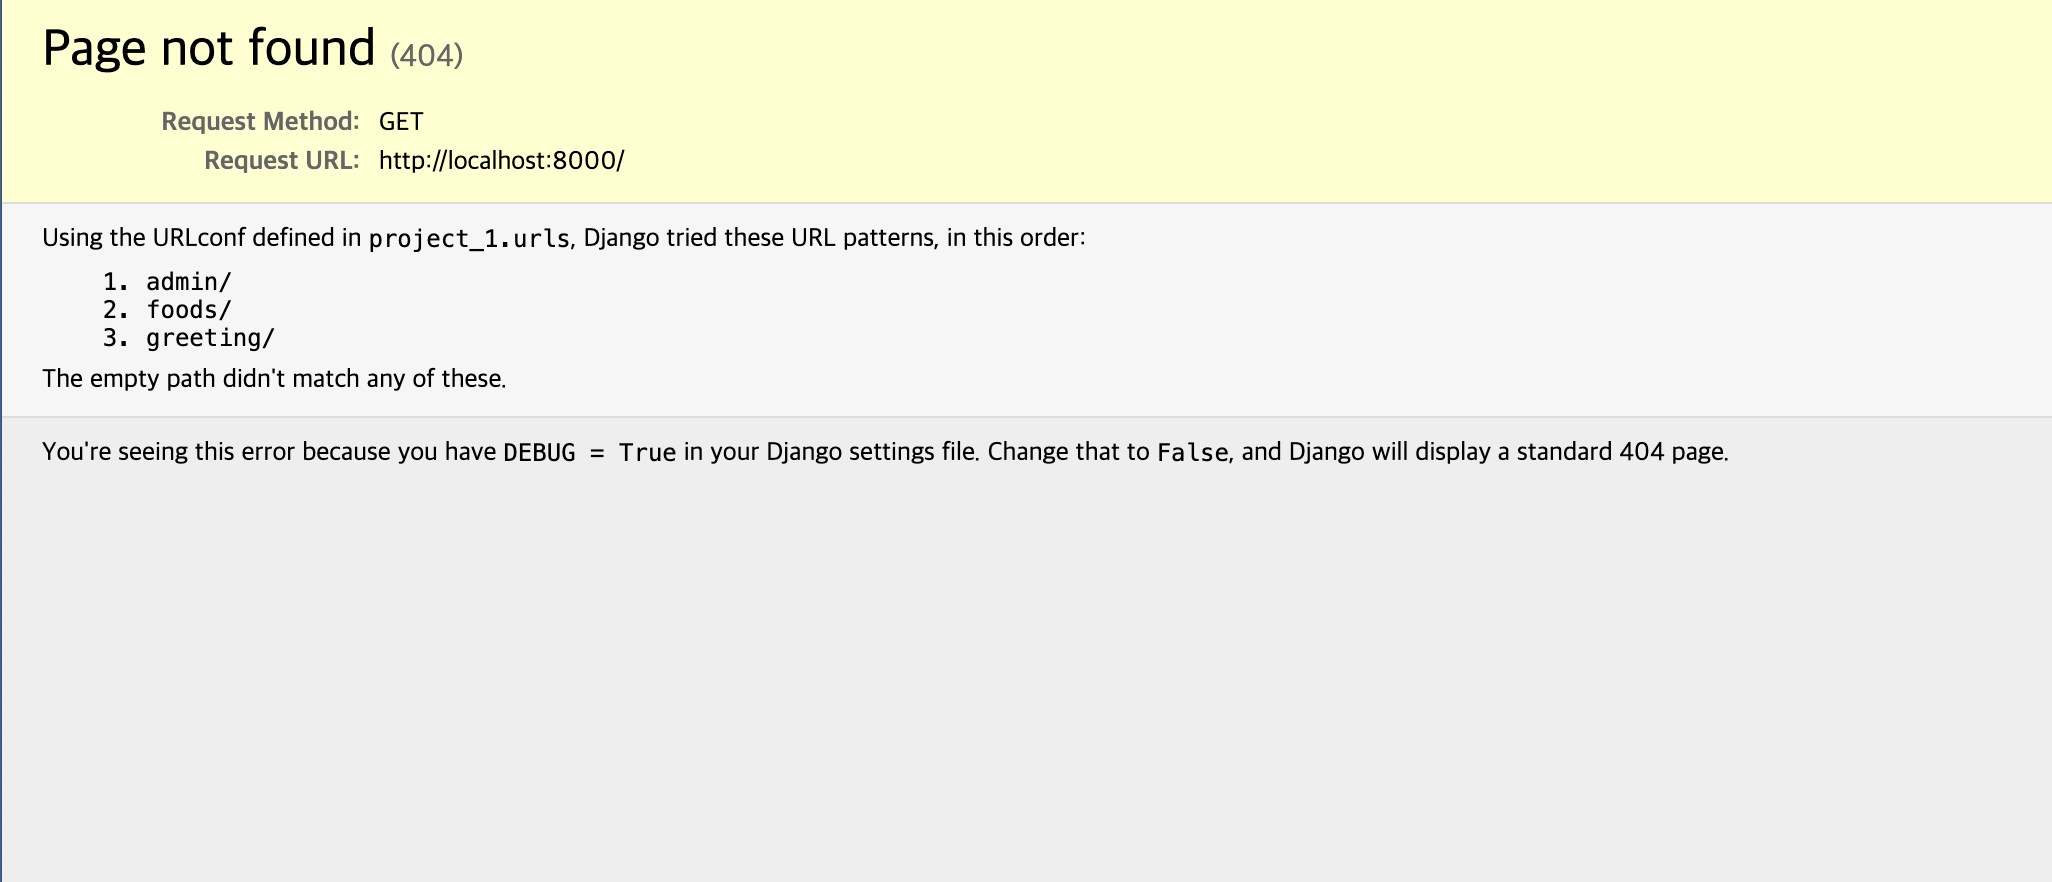 Page not found (404)
Request Method: GET
Request URL: http://localhost:8000/
Using the URLconf defined in project_1.urls, Django tried these URL patterns, in this order:
1. admin/
2. foods/
3. greeting/
The empty path didn't match any of these.
You're seeing this error because you have DEBUG = True in your Django settings file. Change that to False, and Django will display a standard 404 page.